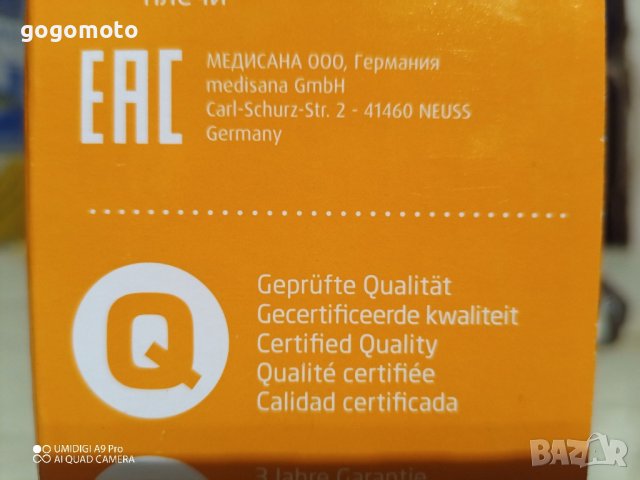 плечи
gogomoto
EAC
МЕДИСАНА ООО, Германия
medisana GmbH
Carl-Schurz-Str. 2 - 41460 NEUSS
Germany
Q
Geprüfte Qualität
Gecertificeerde kwaliteit
Certified Quality
Qualité certifiée
Calidad certificada
3 Jahre Garantie
UMIDIGI A9 Pro
AI QUAD CAMERA
BAZAR